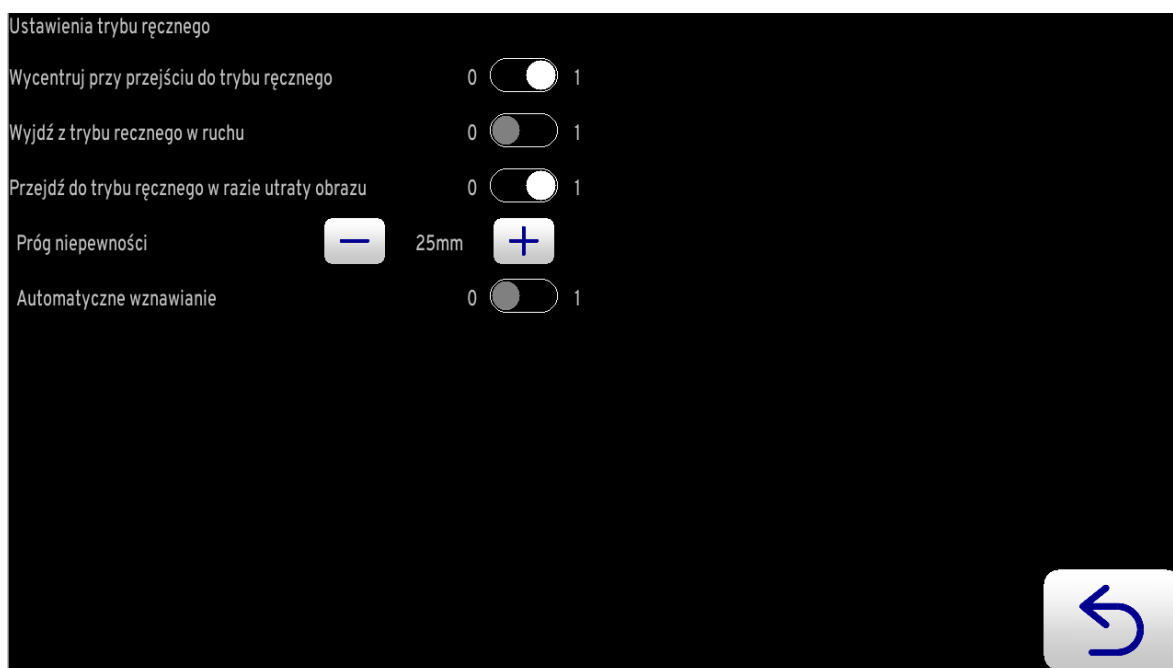 Ustawienia trybu ręcznego
Wycentruj przy przejściu do trybu ręcznego 0 1
Wyjdź z trybu recznego w ruchu 0 1
Przejdź do trybu ręcznego w razie utraty obrazu 0 1
Próg niepewności — 25mm +
Automatyczne wznawianie 0 1